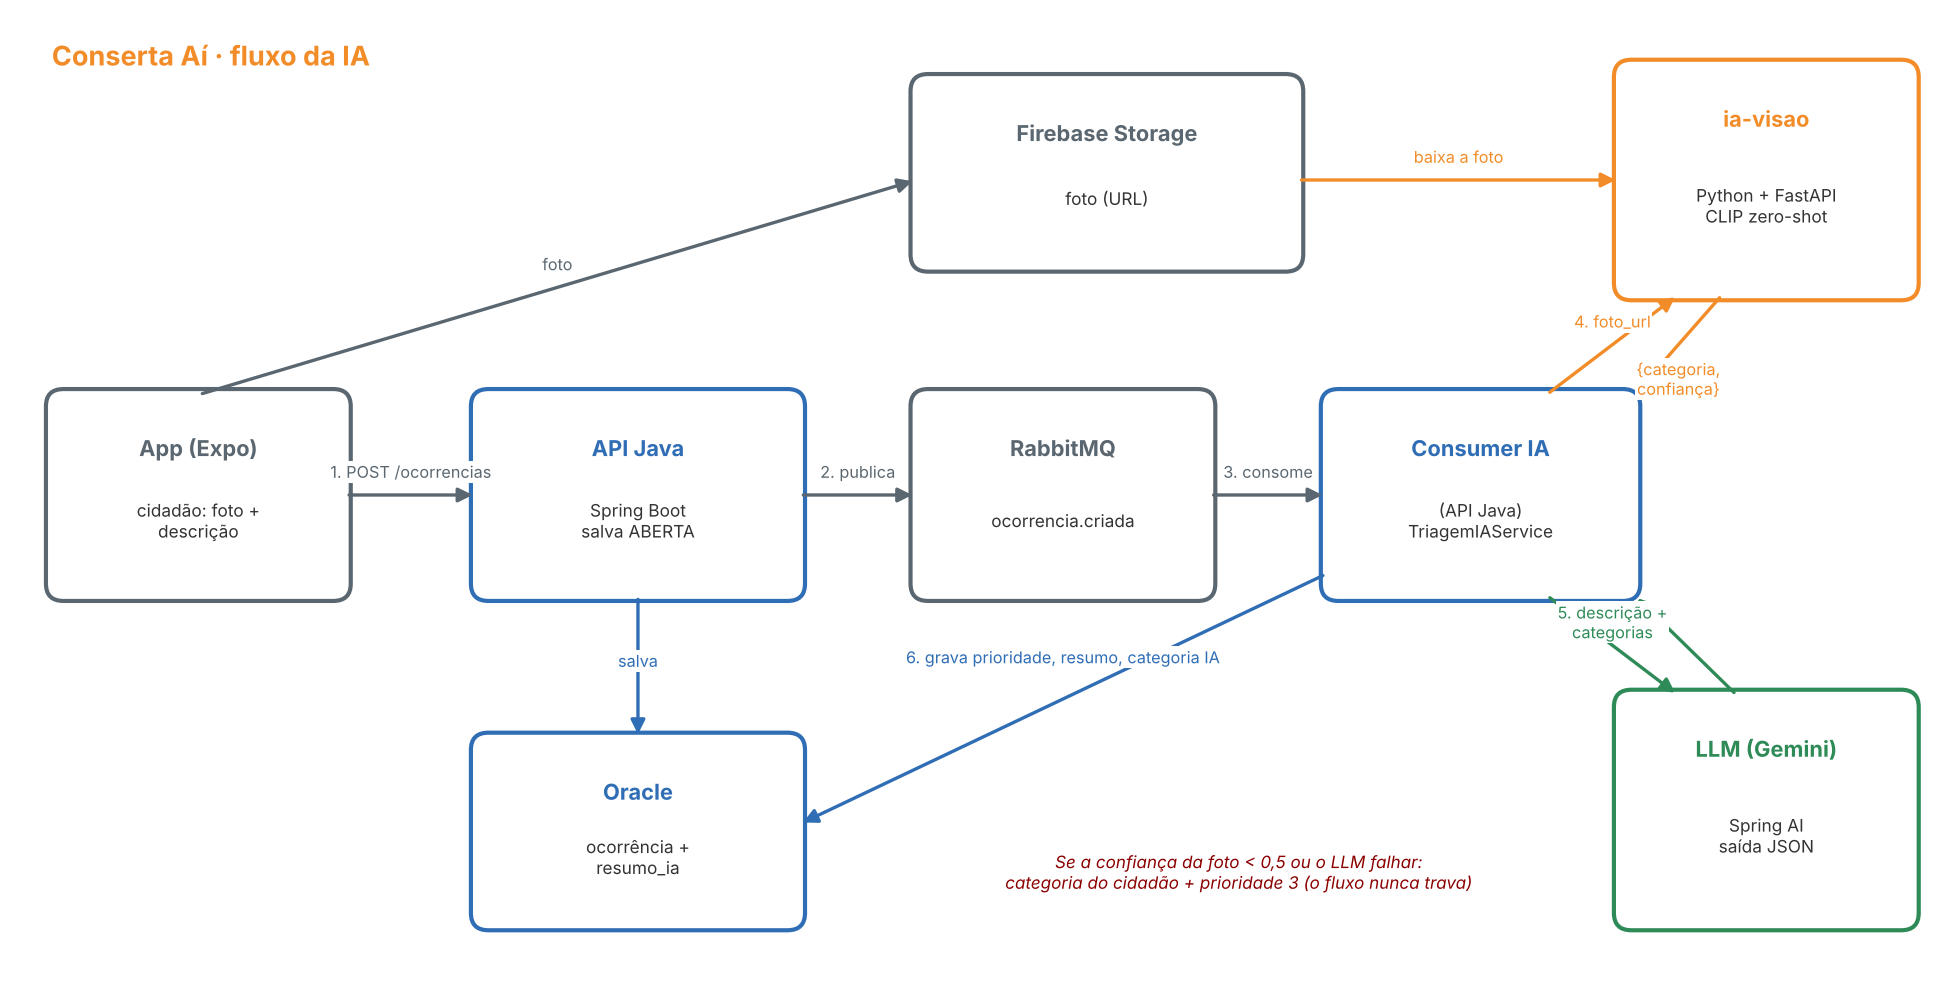 Conserta Aí · fluxo da IA
Firebase Storage
foto (URL)
baixa a foto
ia-visao
Python + FastAPI
CLIP zero-shot
foto
4. foto_url
{categoria,
confiança}
App (Expo)
cidadão: foto +
descrição
1. POST /ocorrencias
API Java
Spring Boot
salva ABERTA
2. publica
RabbitMQ
ocorrencia.criada
3. consome
Consumer IA
(API Java)
TriagemIAService
5. descrição +
categorias
salva
6. grava prioridade, resumo, categoria IA
Oracle
ocorrência +
resumo_ia
LLM (Gemini)
Spring AI
saída JSON
Se a confiança da foto < 0,5 ou o LLM falhar:
categoria do cidadão + prioridade 3 (o fluxo nunca trava)